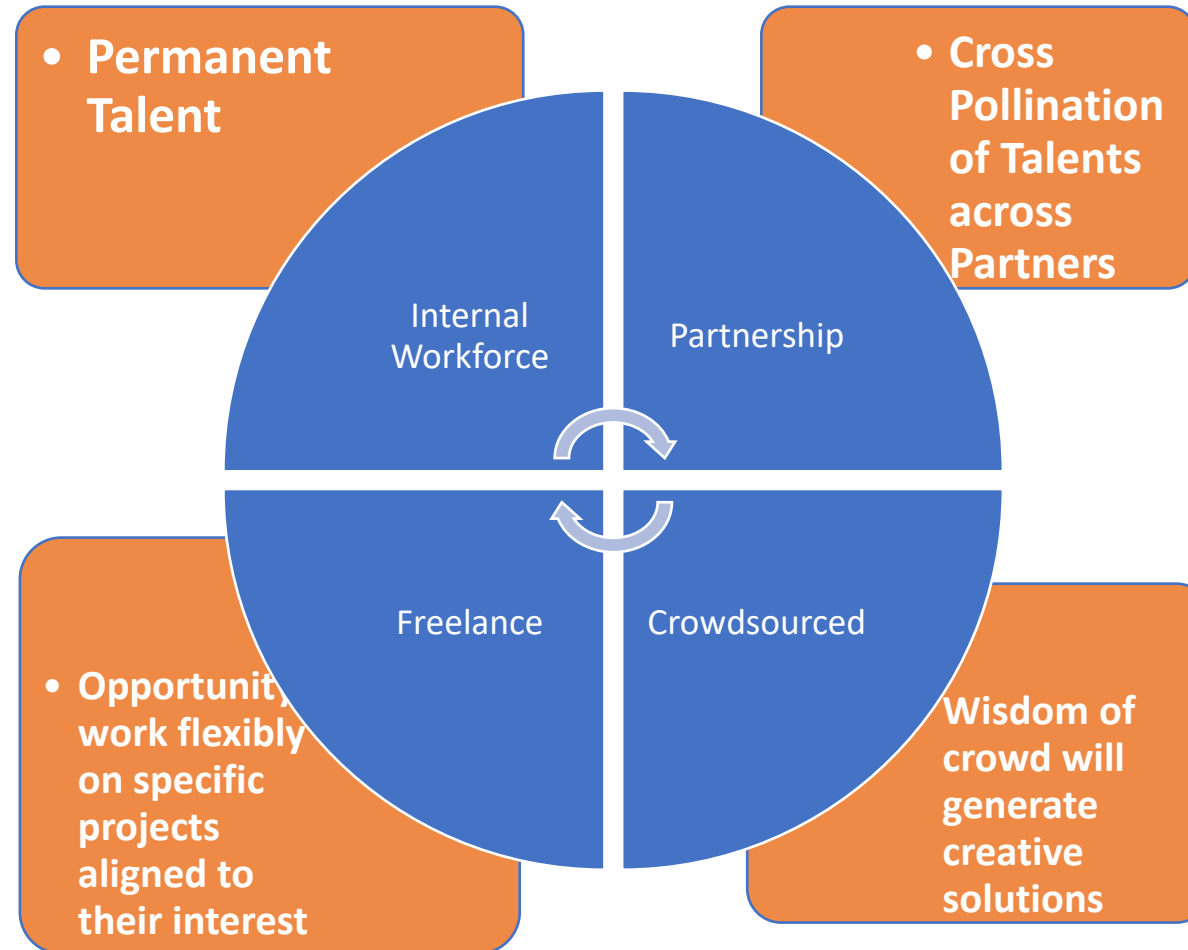 • Permanent
Talent
• Cross
Pollination
of Talents
across
Partners
Internal
Workforce
Partnership
Freelance
Crowdsourced
• Opportunity
work flexibly
on specific
projects
aligned to
their interest
Wisdom of
crowd will
generate
creative
solutions